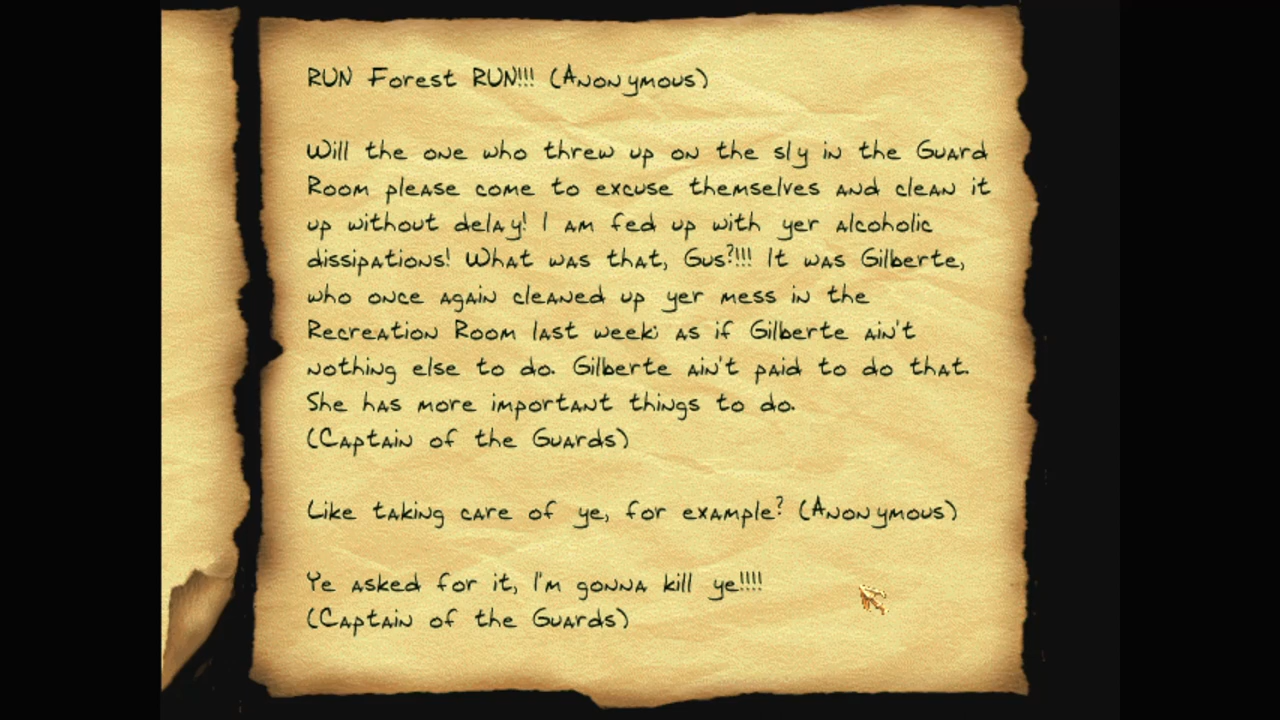 RUN Forest RUN!!! (Anonymous)
Will the one who threw up on the sly in the Guard
Room please come to excuse themselves and clean it
up without delay! I am fed up with yer alcoholic
dissipations! What was that, Gus?!!! It was Gilberte,
who once again cleaned up yer mess in the
Recreation Room last week: as if Gilberte ain't
nothing else to do. Gilberte ain't paid to do that.
She has more important things to do.
(Captain of the Guards)
Like taking care of ye, for example? (Anonymous)
Ye asked for it, I'm gonna kill ye!!!!
(Captain of the Guards)